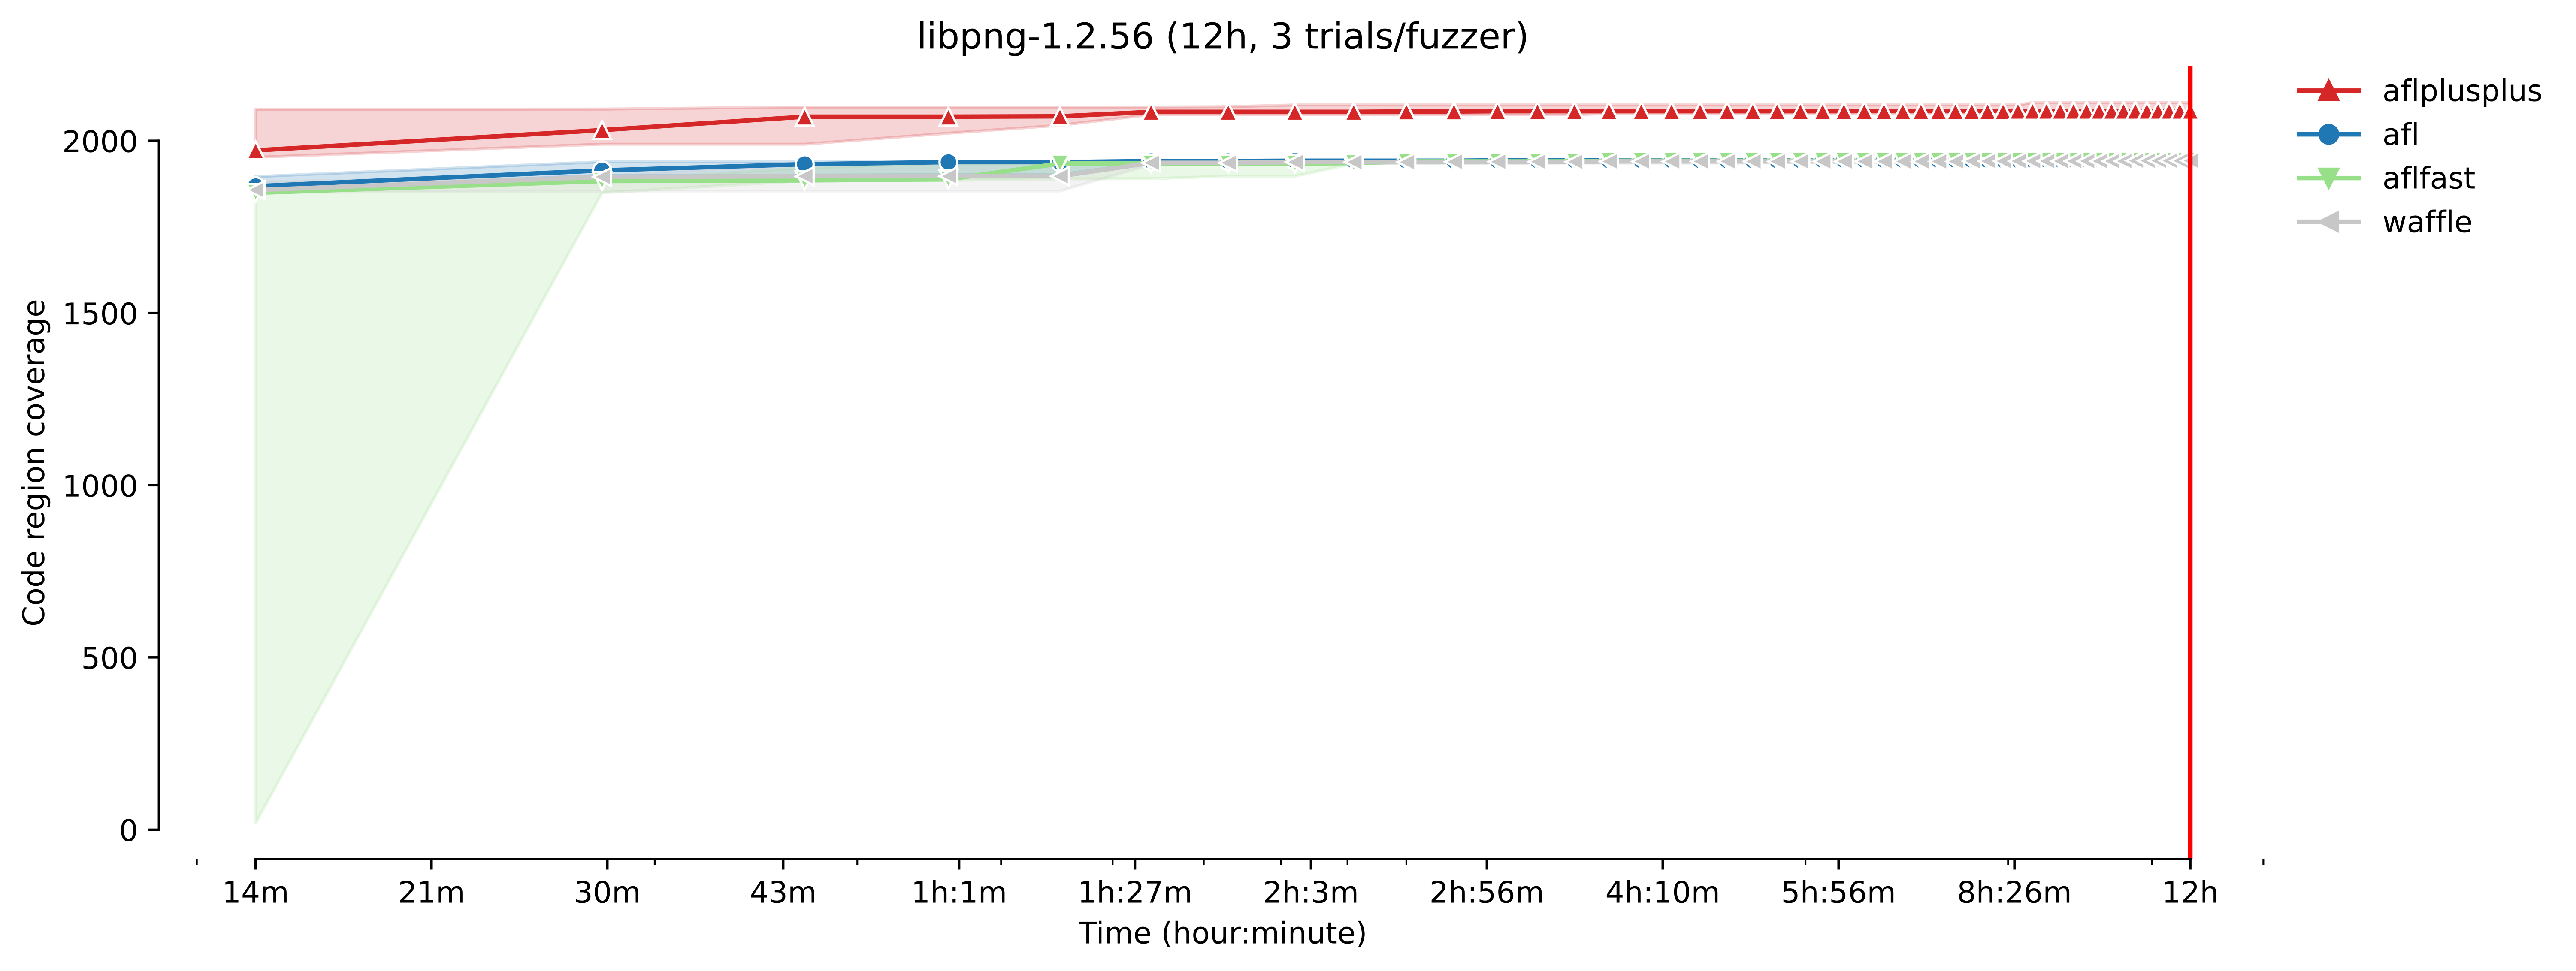 libpng-1.2.56 (12h, 3 trials/fuzzer)
aflplusplus
afl
aflfast
waffle
Code region coverage
2000
1500
1000
500
0
14m 21m 30m 43m 1h:1m 1h:27m 2h:3m 2h:56m 4h:10m 5h:56m 8h:26m 12h
Time (hour:minute)